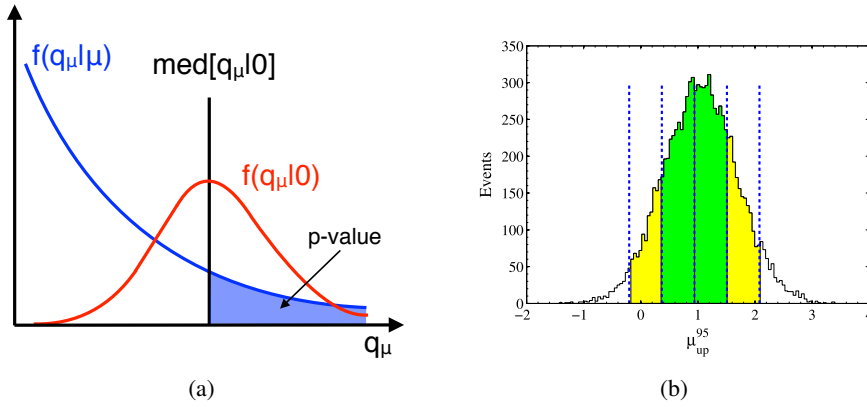 f(qμ|μ)
med[qμ|0]
f(qμ|0)
p-value
qμ
(a)
350
300
250
200
150
100
50
0
Events
−2 −1 0 1 2 3 4
μ95up
(b)